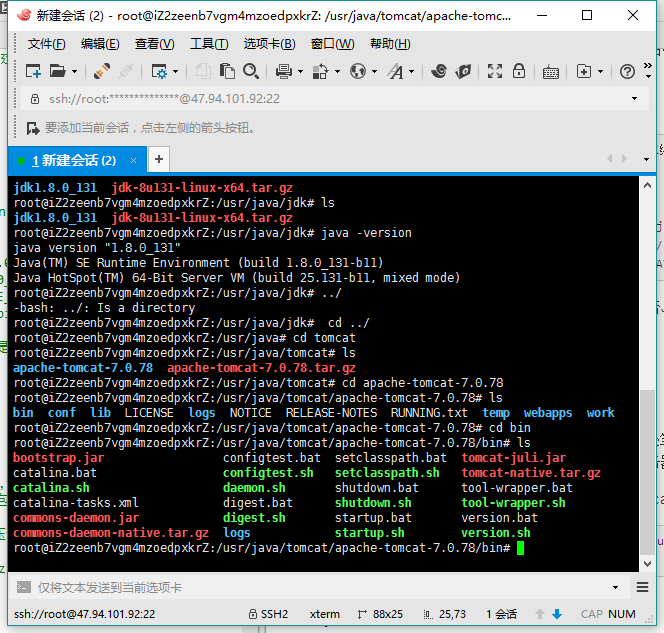 新建会话 (2) - root@iZ2zeenb7vgm4mzoedpxkrZ: /usr/java/tomcat/apache-tomc...
文件(F) 编辑(E) 查看(V) 工具(T) 选项卡(B) 窗口(W) 帮助(H)
ssh://root:**************@47.94.101.92:22
要添加当前会话，点击左侧的箭头按钮。
1 新建会话 (2) × +
jdk1.8.0_131 jdk-8u131-linux-x64.tar.gz
root@iZ2zeenb7vgm4mzoedpxkrZ:/usr/java/jdk# ls
jdk1.8.0_131 jdk-8u131-linux-x64.tar.gz
root@iZ2zeenb7vgm4mzoedpxkrZ:/usr/java/jdk# java -version
java version "1.8.0_131"
Java(TM) SE Runtime Environment (build 1.8.0_131-b11)
Java HotSpot(TM) 64-Bit Server VM (build 25.131-b11, mixed mode)
root@iZ2zeenb7vgm4mzoedpxkrZ:/usr/java/jdk# ../
-bash: ../: Is a directory
root@iZ2zeenb7vgm4mzoedpxkrZ:/usr/java/jdk#  cd ../
root@iZ2zeenb7vgm4mzoedpxkrZ:/usr/java# cd tomcat
root@iZ2zeenb7vgm4mzoedpxkrZ:/usr/java/tomcat# ls
apache-tomcat-7.0.78 apache-tomcat-7.0.78.tar.gz
root@iZ2zeenb7vgm4mzoedpxkrZ:/usr/java/tomcat# cd apache-tomcat-7.0.78
root@iZ2zeenb7vgm4mzoedpxkrZ:/usr/java/tomcat/apache-tomcat-7.0.78# ls
bin conf lib LICENSE logs NOTICE RELEASE-NOTES RUNNING.txt temp webapps work
root@iZ2zeenb7vgm4mzoedpxkrZ:/usr/java/tomcat/apache-tomcat-7.0.78# cd bin
root@iZ2zeenb7vgm4mzoedpxkrZ:/usr/java/tomcat/apache-tomcat-7.0.78/bin# ls
bootstrap.jar configtest.bat setclasspath.bat tomcat-juli.jar
catalina.bat configtest.sh setclasspath.sh tomcat-native.tar.gz
catalina.sh daemon.sh shutdown.bat tool-wrapper.bat
catalina-tasks.xml digest.bat shutdown.sh tool-wrapper.sh
commons-daemon.jar digest.sh startup.bat version.bat
commons-daemon-native.tar.gz logs startup.sh version.sh
root@iZ2zeenb7vgm4mzoedpxkrZ:/usr/java/tomcat/apache-tomcat-7.0.78/bin#
仅将文本发送到当前选项卡
ssh://root@47.94.101.92:22 SSH2 xterm 88x25 25,73 1 会话 CAP NUM